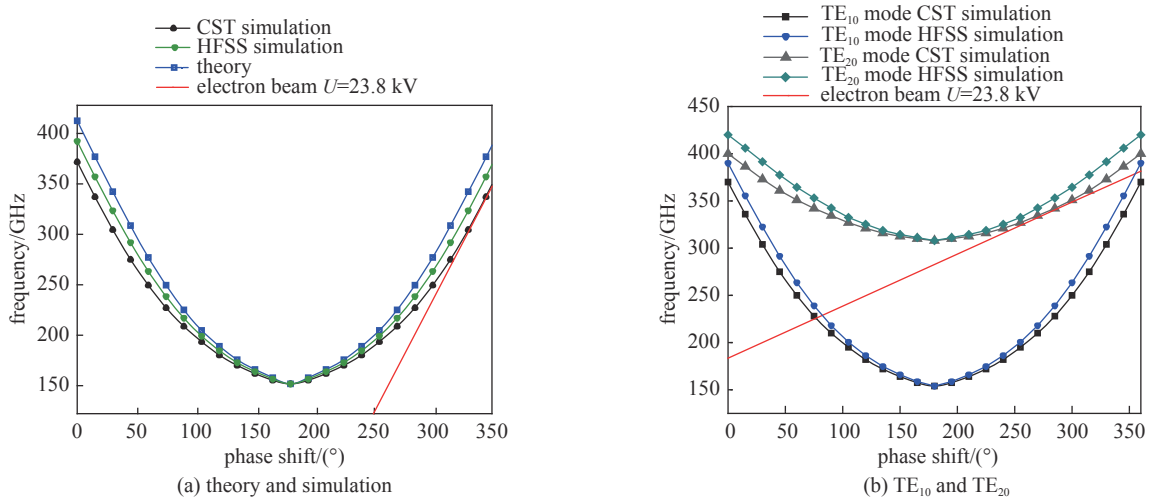 CST simulation
HFSS simulation
theory
electron beam U=23.8 kV
400
350
300
250
200
150
frequency/GHz
0 50 100 150 200 250 300 350
phase shift/(°)
(a) theory and simulation
TE₁₀ mode CST simulation
TE₁₀ mode HFSS simulation
TE₂₀ mode CST simulation
TE₂₀ mode HFSS simulation
electron beam U=23.8 kV
450
400
350
300
250
200
150
frequency/GHz
0 50 100 150 200 250 300 350
phase shift/(°)
(b) TE₁₀ and TE₂₀